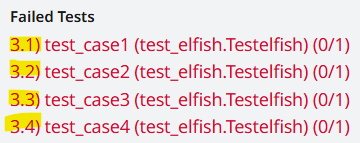 Failed Tests
3.1) test_case1 (test_elfish.Testelfish) (0/1)
3.2) test_case2 (test_elfish.Testelfish) (0/1)
3.3) test_case3 (test_elfish.Testelfish) (0/1)
3.4) test_case4 (test_elfish.Testelfish) (0/1)